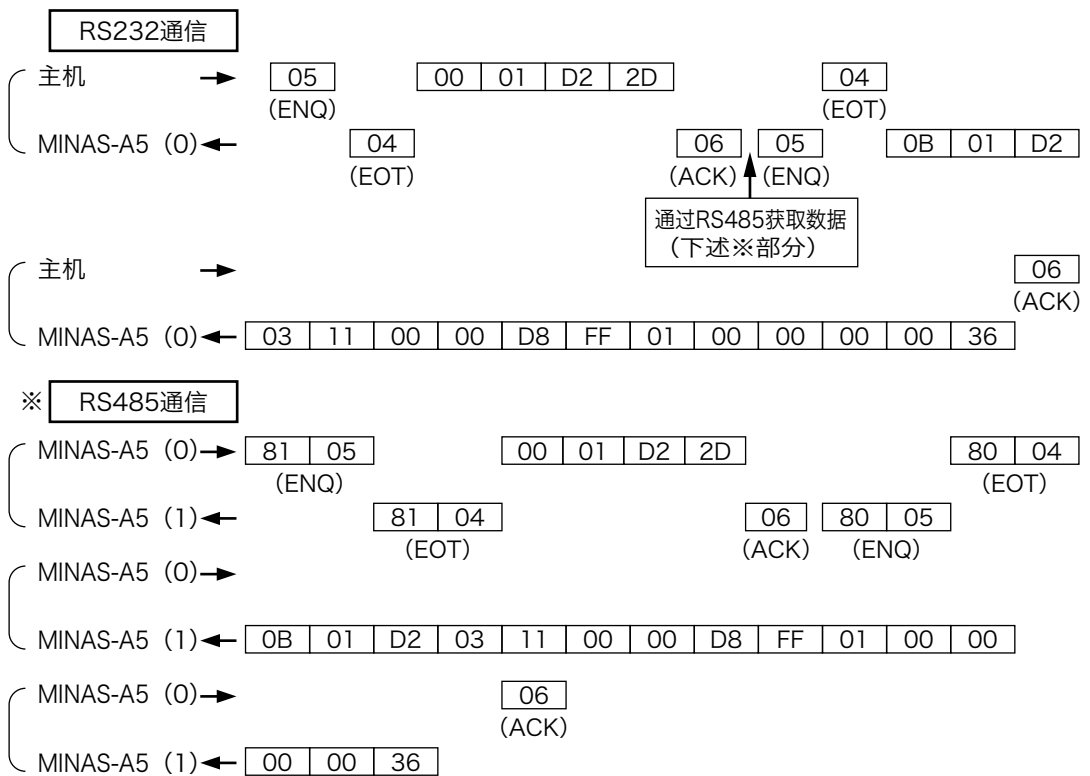 RS232通信
主机 05 00 01 D2 2D 04
(ENQ) (EOT)
MINAS-A5（0） 04 06 05 0B 01 D2
(EOT) (ACK) (ENQ)
通过RS485获取数据
（下述※部分）
主机 06
(ACK)
MINAS-A5（0） 03 11 00 00 D8 FF 01 00 00 00 00 36
※ RS485通信
MINAS-A5（0） 81 05 00 01 D2 2D 80 04
(ENQ) (EOT)
MINAS-A5（1） 81 04 06 80 05
(EOT) (ACK) (ENQ)
MINAS-A5（0）
MINAS-A5（1） 0B 01 D2 03 11 00 00 D8 FF 01 00 00
MINAS-A5（0） 06
(ACK)
MINAS-A5（1） 00 00 36